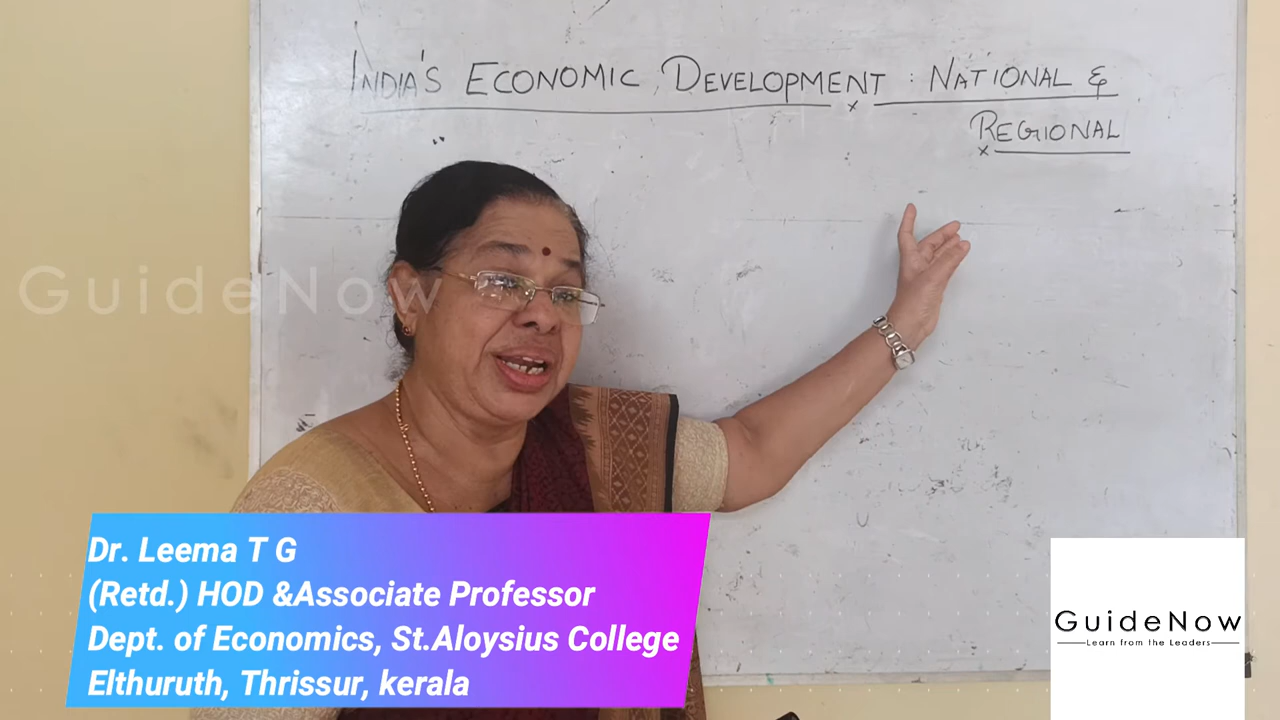 INDIA'S ECONOMIC DEVELOPMENT : NATIONAL &
REGIONAL
GuideNow
Dr. Leema T G
(Retd.) HOD &Associate Professor
Dept. of Economics, St.Aloysius College
Elthuruth, Thrissur, kerala
GuideNow
Learn from the Leaders